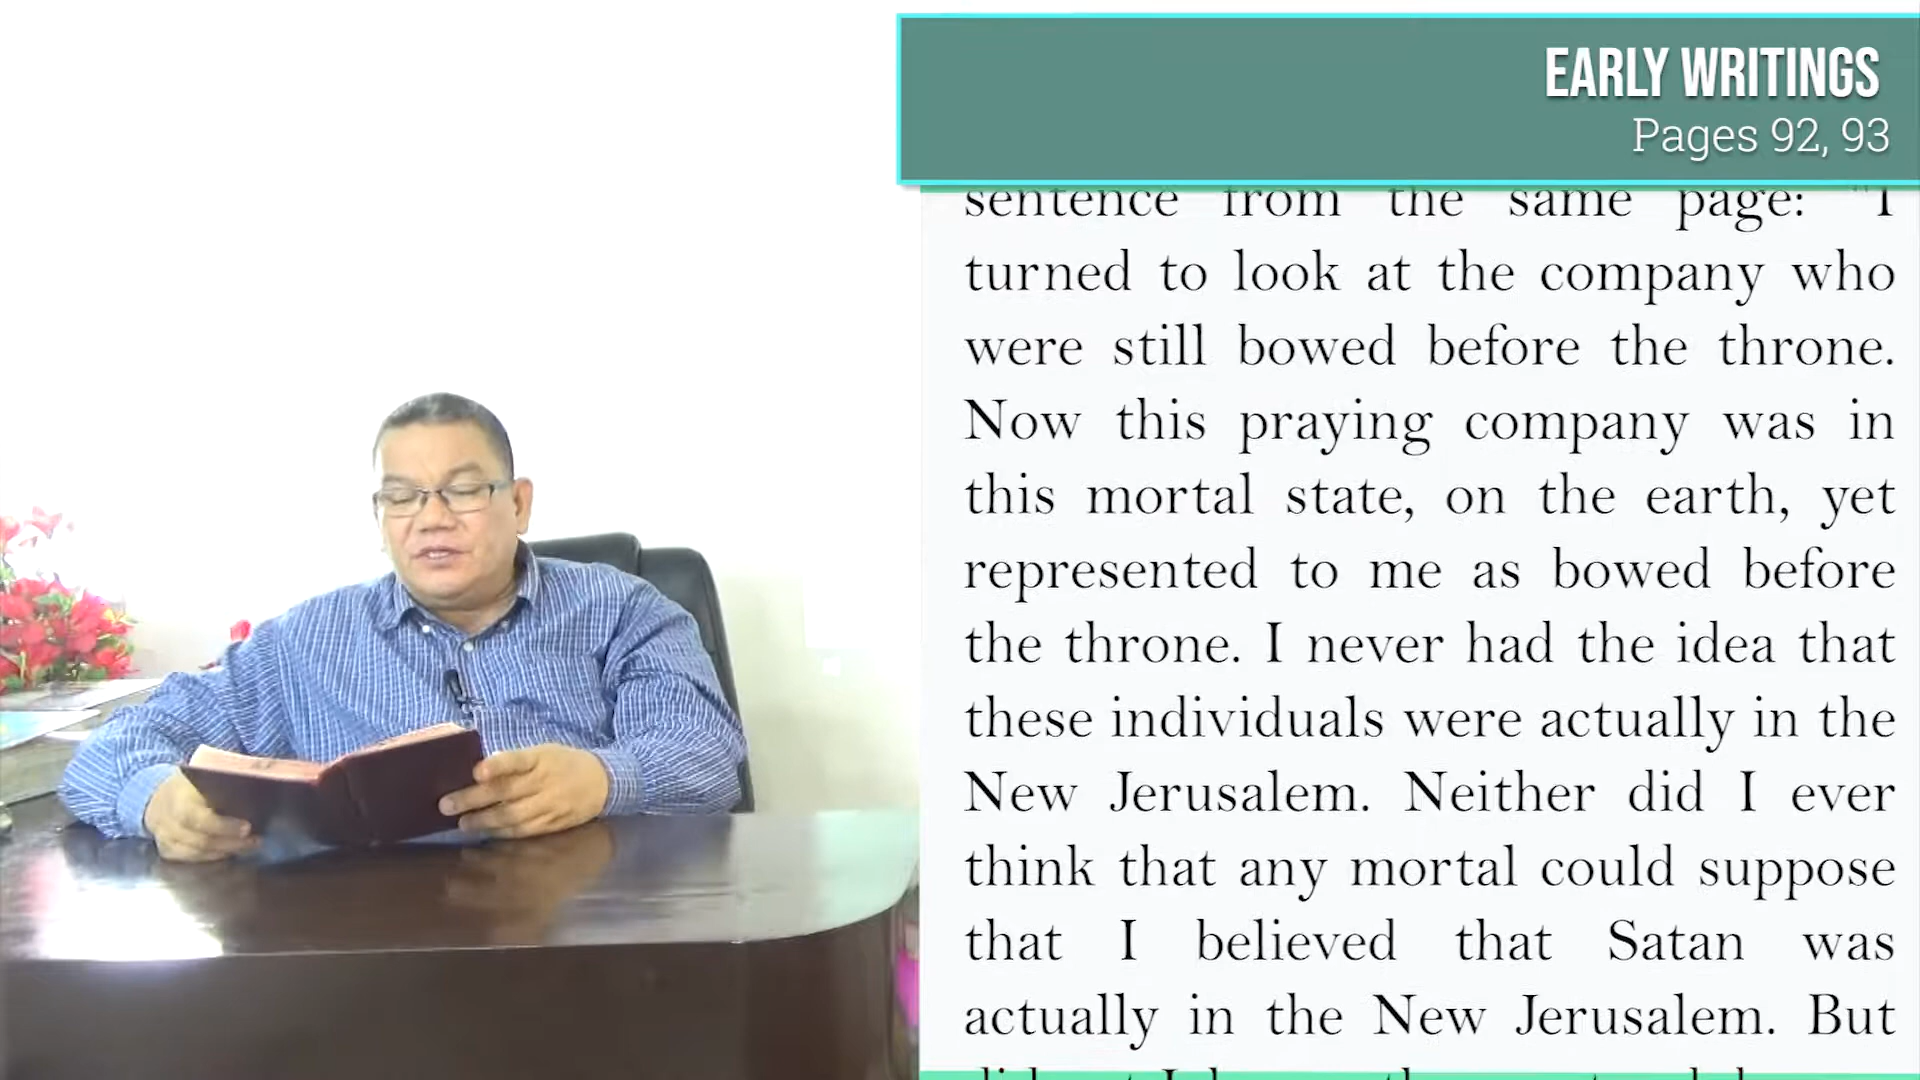 EARLY WRITINGS
Pages 92, 93
sentence from the same page: "I
turned to look at the company who
were still bowed before the throne.
Now this praying company was in
this mortal state, on the earth, yet
represented to me as bowed before
the throne. I never had the idea that
these individuals were actually in the
New Jerusalem. Neither did I ever
think that any mortal could suppose
that I believed that Satan was
actually in the New Jerusalem. But